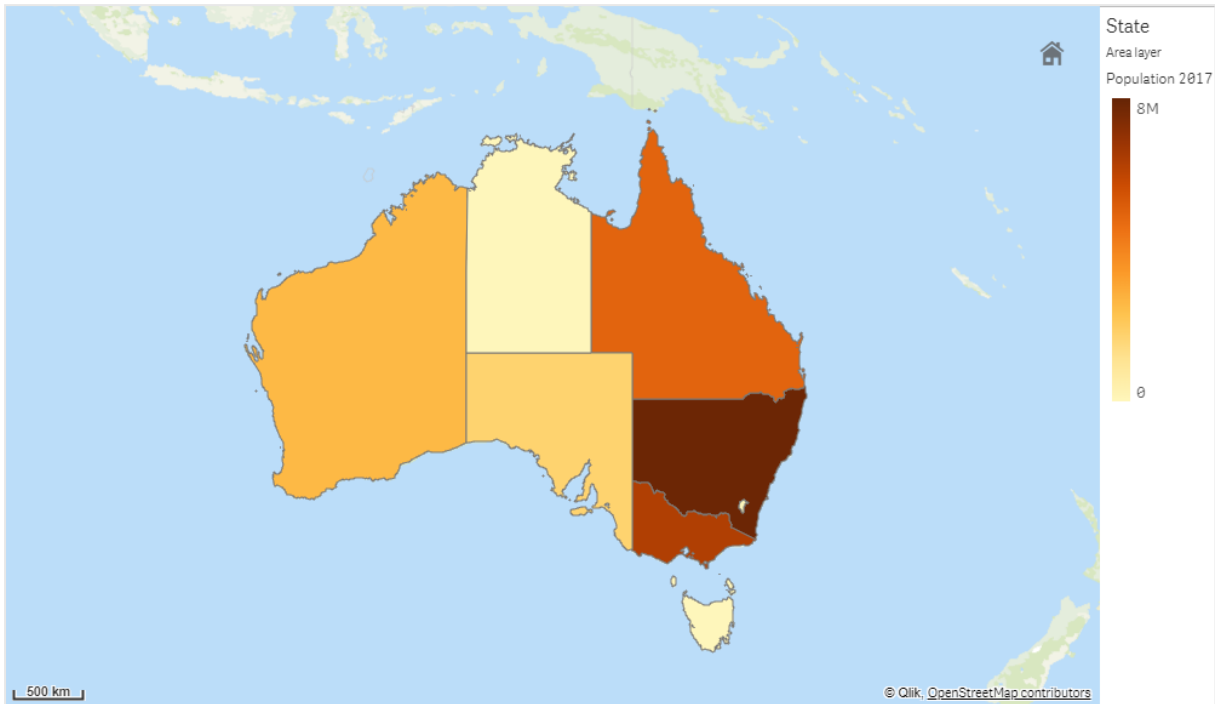 State
Area layer
Population 2017
8M
0
500 km
© Qlik, OpenStreetMap contributors